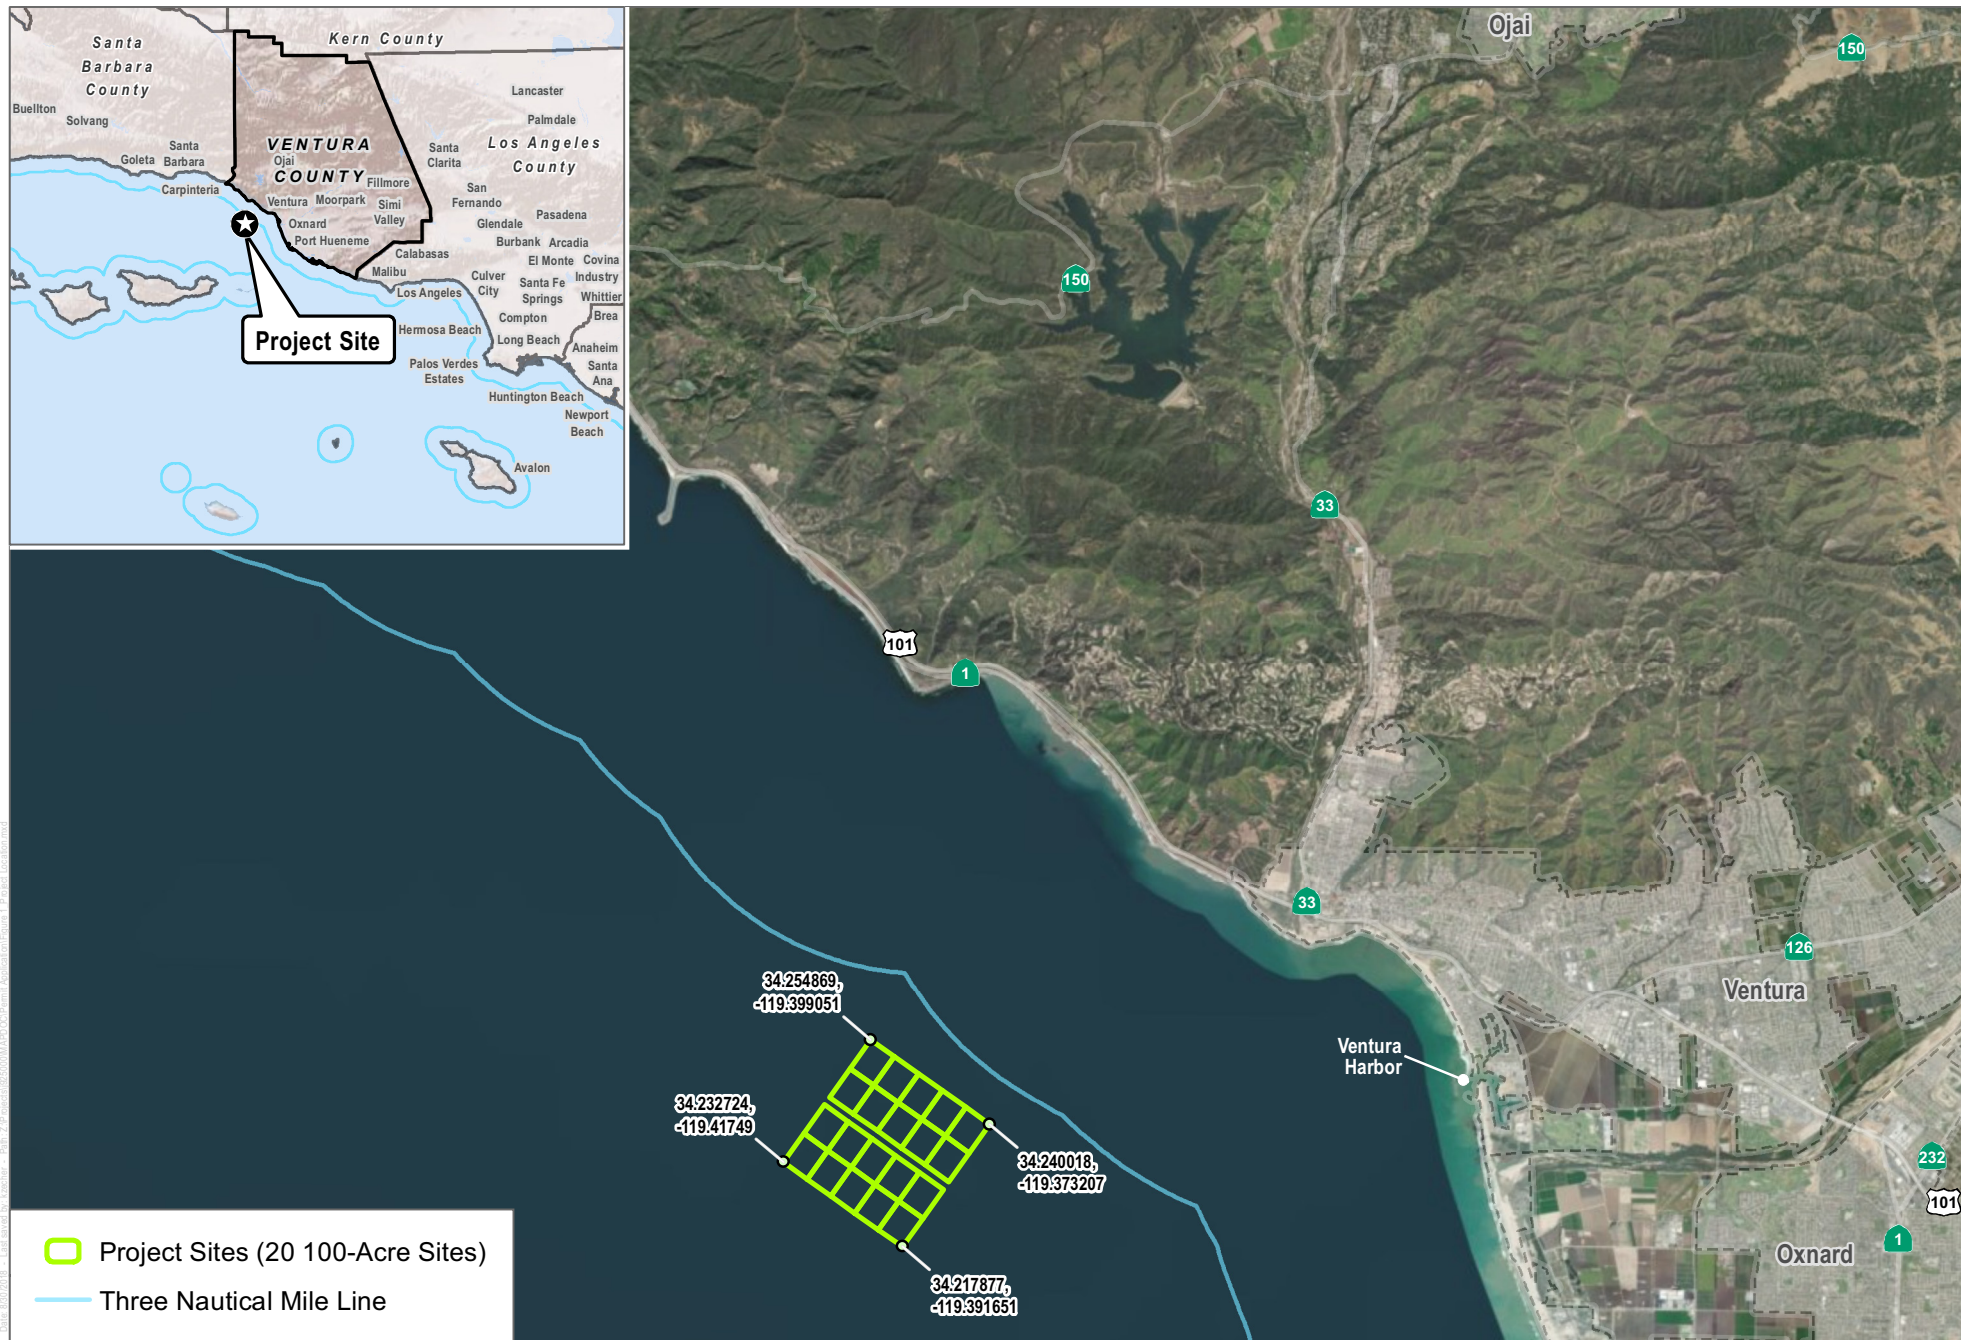 Santa
Barbara
County
Kern County
Buellton
Solvang
Lancaster
Palmdale
Los Angeles
County
Goleta
Santa
Barbara
Carpinteria
VENTURA
COUNTY
Ojai
Fillmore
Ventura
Moorpark
Simi
Valley
Oxnard
Port Hueneme
Santa
Clarita
San
Fernando
Glendale
Pasadena
Burbank
Arcadia
El Monte
Covina
Calabasas
Malibu
Los Angeles
Culver
City
Santa Fe
Springs
Industry
Whittier
Brea
Compton
Hermosa Beach
Long Beach
Anaheim
Palos Verdes
Estates
Santa
Ana
Huntington Beach
Newport
Beach
Avalon
Project Site
Ojai
150
150
33
101
1
33
126
Ventura
Ventura
Harbor
232
101
1
Oxnard
34.254869,
-119.399051
34.232724,
-119.41749
34.240018,
-119.373207
34.217877,
-119.391651
Project Sites (20 100-Acre Sites)
Three Nautical Mile Line